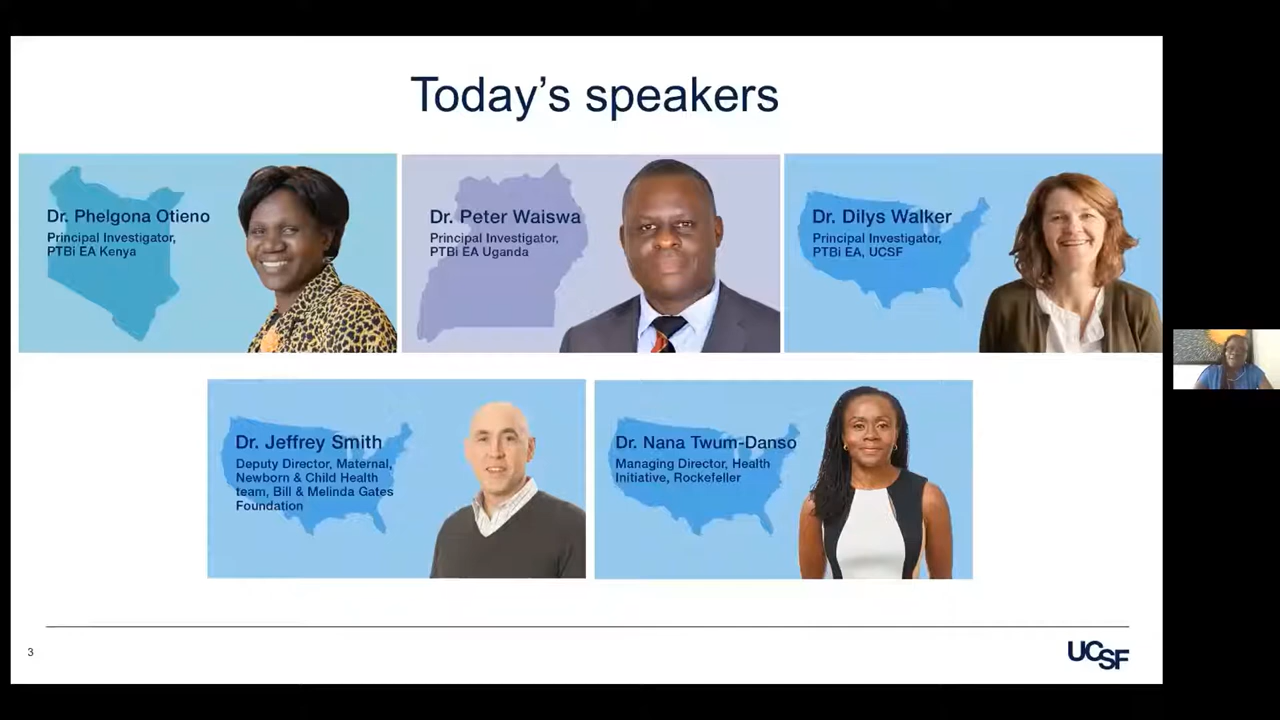 Today's speakers
Dr. Phelgona Otieno
Principal Investigator,
PTBi EA Kenya
Dr. Peter Waiswa
Principal Investigator,
PTBi EA Uganda
Dr. Dilys Walker
Principal Investigator,
PTBi EA, UCSF
Dr. Jeffrey Smith
Deputy Director, Maternal,
Newborn & Child Health
team, Bill & Melinda Gates
Foundation
Dr. Nana Twum-Danso
Managing Director, Health
Initiative, Rockefeller
3
UCSF